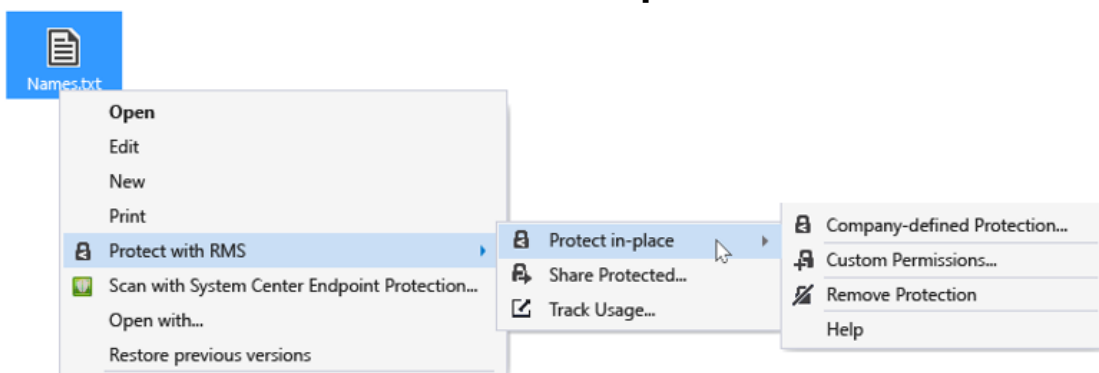 Names.txt
Open
Edit
New
Print
Protect with RMS
Scan with System Center Endpoint Protection...
Open with...
Restore previous versions
Protect in-place
Share Protected...
Track Usage...
Company-defined Protection...
Custom Permissions...
Remove Protection
Help